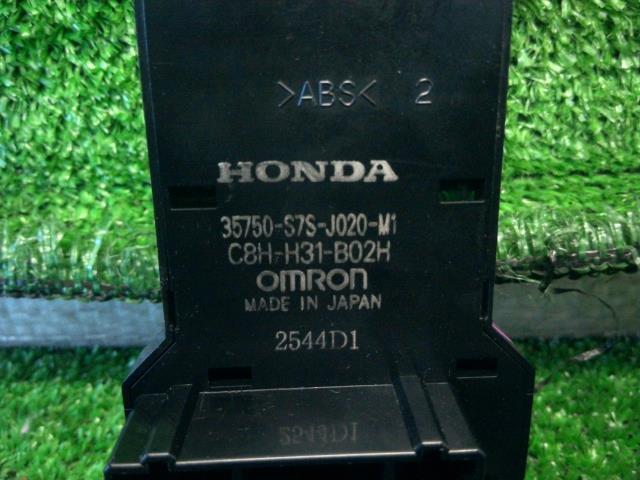 >ABS< 2
HONDA
35750-S7S-J020-M1
C8H-H31-B02H
omron
MADE IN JAPAN
2544D1